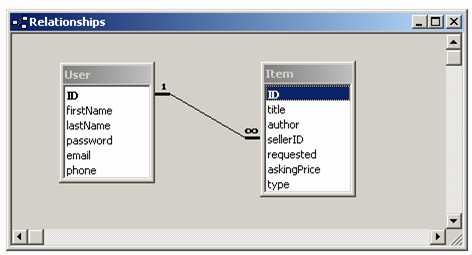 Relationships
User
ID
firstName
lastName
password
email
phone
1
∞
Item
ID
title
author
sellerID
requested
askingPrice
type